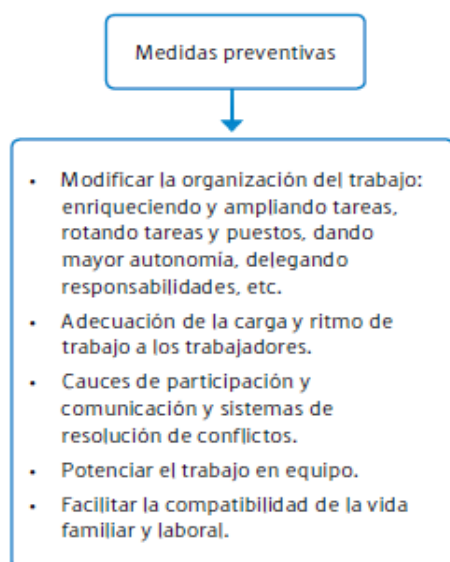 Medidas preventivas
• Modificar la organización del trabajo:
enriqueciendo y ampliando tareas,
rotando tareas y puestos, dando
mayor autonomía, delegando
responsabilidades, etc.
• Adecuación de la carga y ritmo de
trabajo a los trabajadores.
• Cauces de participación y
comunicación y sistemas de
resolución de conflictos.
• Potenciar el trabajo en equipo.
• Facilitar la compatibilidad de la vida
familiar y laboral.